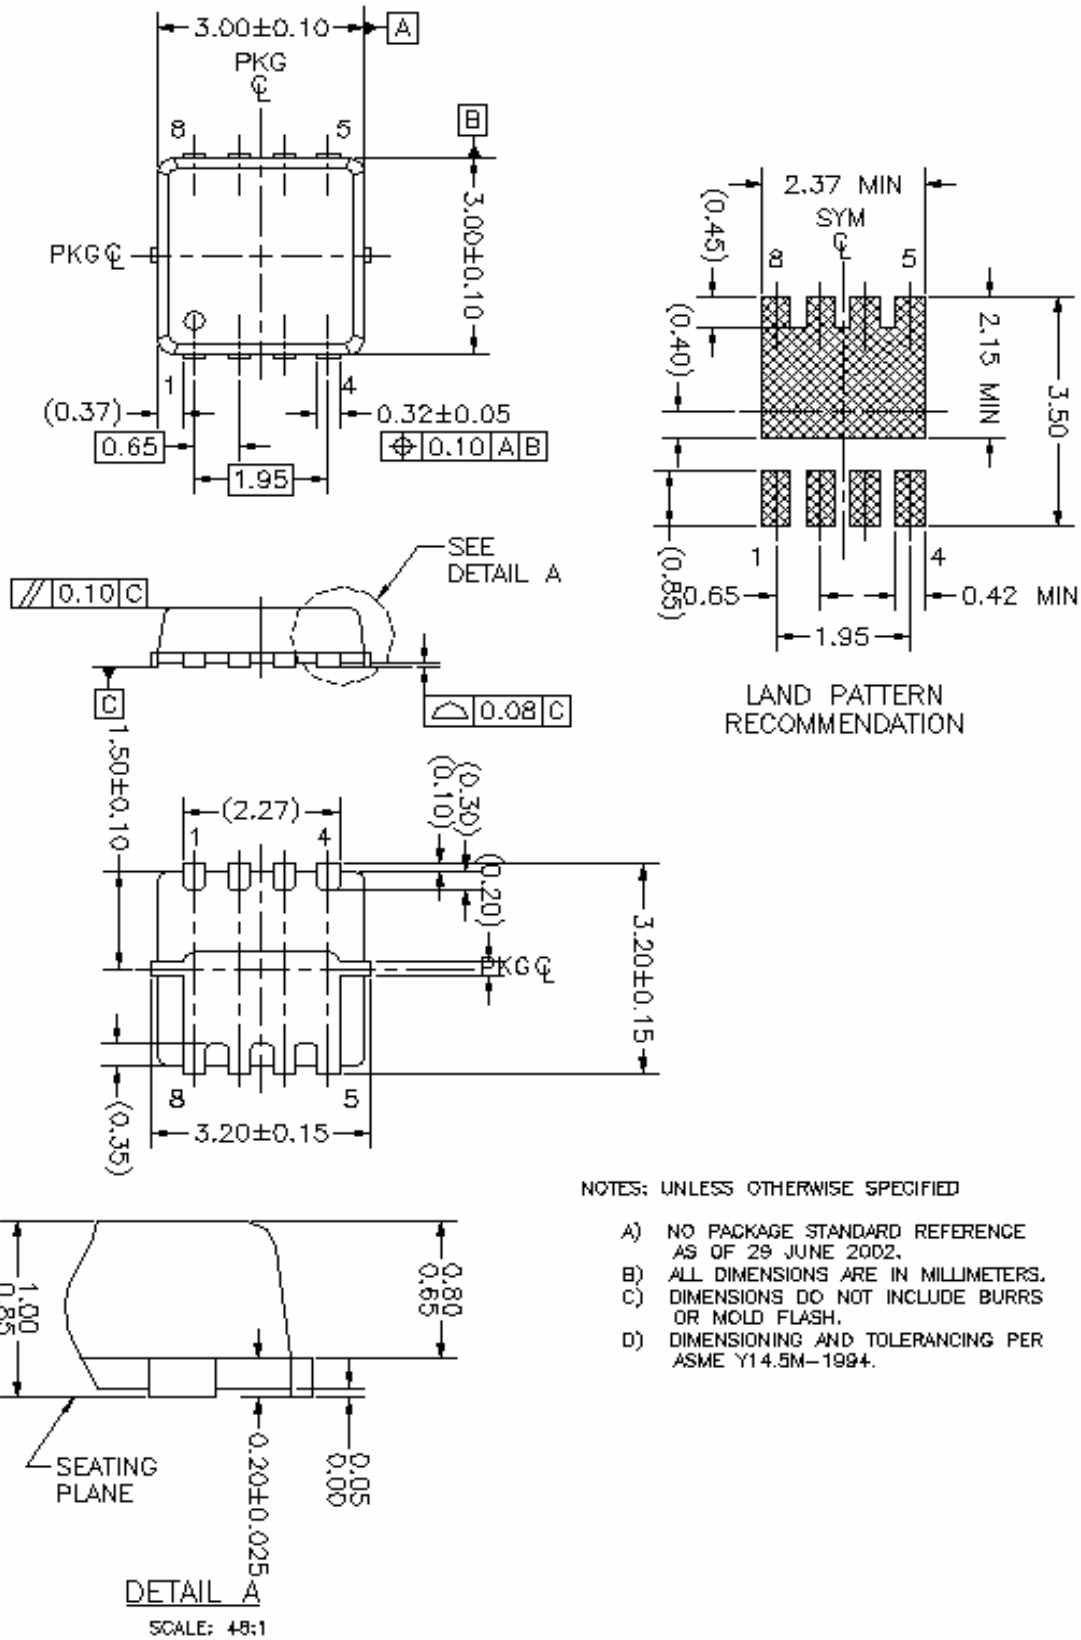 3.00±0.10
A
PKG
℄
B
8
5
3.00±0.10
PKG ℄
1
4
(0.37)
0.32±0.05
0.65
⌖ 0.10 A B
1.95
2.37 MIN
SYM
℄
(0.45)
8
5
(0.40)
2.15 MIN
3.50
(0.85)
1
4
0.65
0.42 MIN
1.95
LAND PATTERN
RECOMMENDATION
SEE
DETAIL A
// 0.10 C
C
⌓ 0.08 C
1.50±0.10
(2.27)
(0.10)
(0.30)
1
4
(0.20)
3.20±0.15
PKG ℄
8
5
(0.35)
3.20±0.15
NOTES: UNLESS OTHERWISE SPECIFIED
A) NO PACKAGE STANDARD REFERENCE
AS OF 29 JUNE 2002.
B) ALL DIMENSIONS ARE IN MILLIMETERS.
C) DIMENSIONS DO NOT INCLUDE BURRS
OR MOLD FLASH.
D) DIMENSIONING AND TOLERANCING PER
ASME Y14.5M-1994.
1.00
0.85
0.80
0.65
SEATING
PLANE
0.20±0.025
0.05
0.00
DETAIL A
SCALE: 48:1